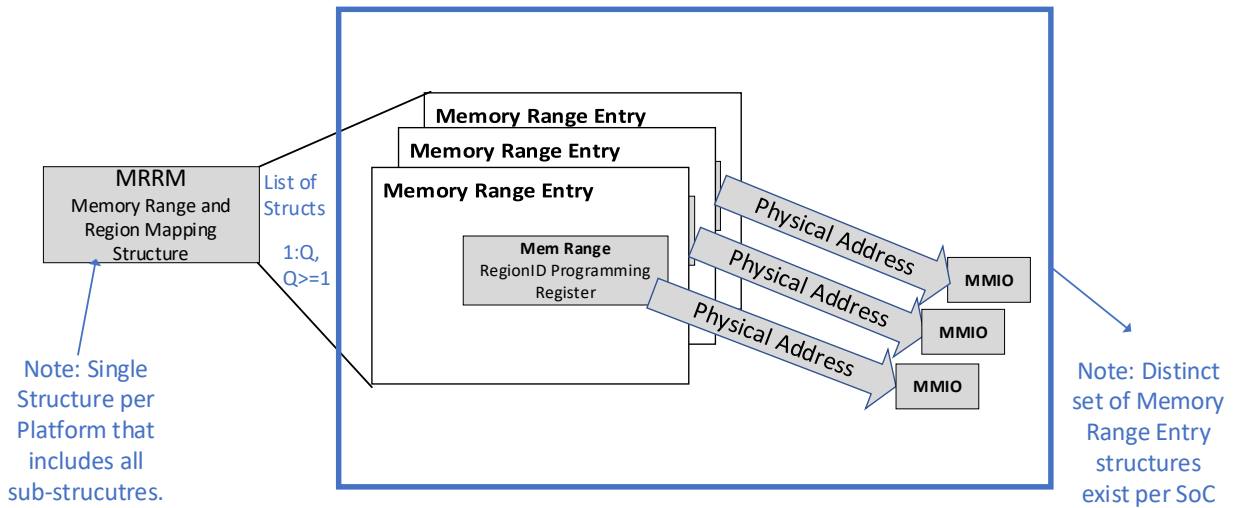 MRRM
Memory Range and
Region Mapping
Structure
List of
Structs
1:Q,
Q>=1
Memory Range Entry
Memory Range Entry
Memory Range Entry
Mem Range
RegionID Programming
Register
Physical Address
Physical Address
Physical Address
MMIO
MMIO
MMIO
Note: Single
Structure per
Platform that
includes all
sub-strucutres.
Note: Distinct
set of Memory
Range Entry
structures
exist per SoC